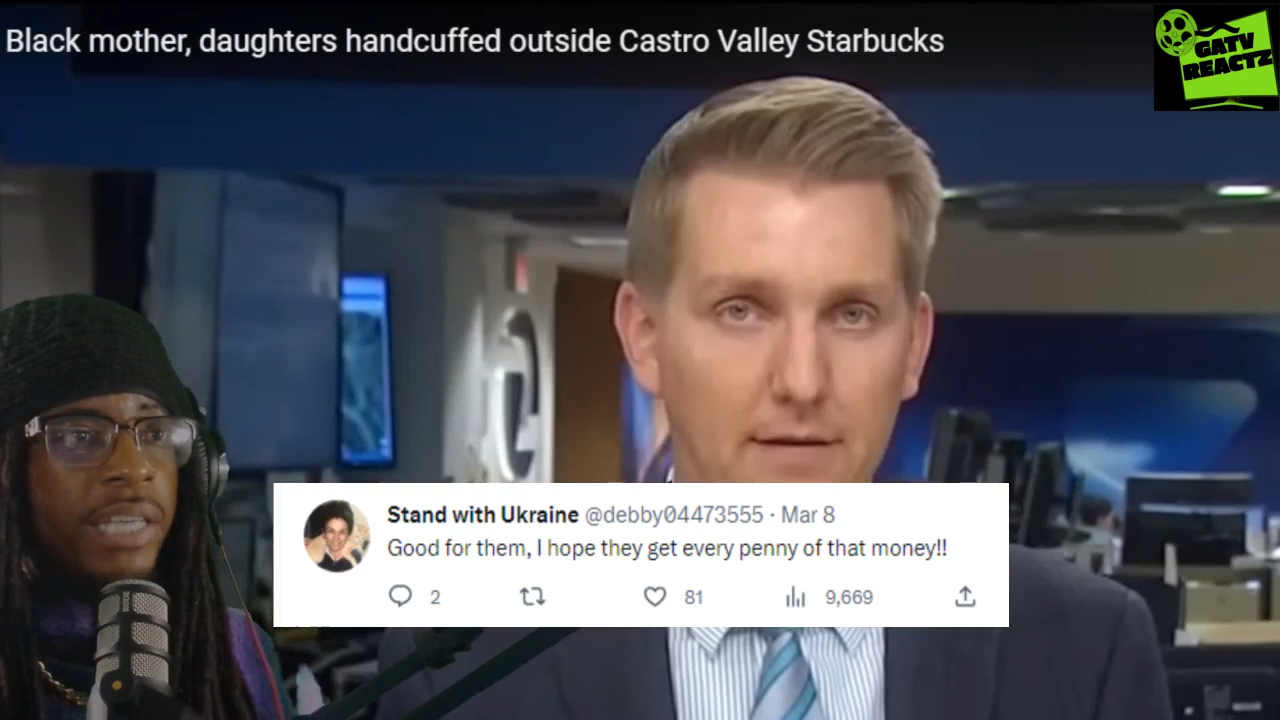 Black mother, daughters handcuffed outside Castro Valley Starbucks
GATV
REACTZ
Stand with Ukraine @debby04473555 · Mar 8
Good for them, I hope they get every penny of that money!!
2 81 9,669